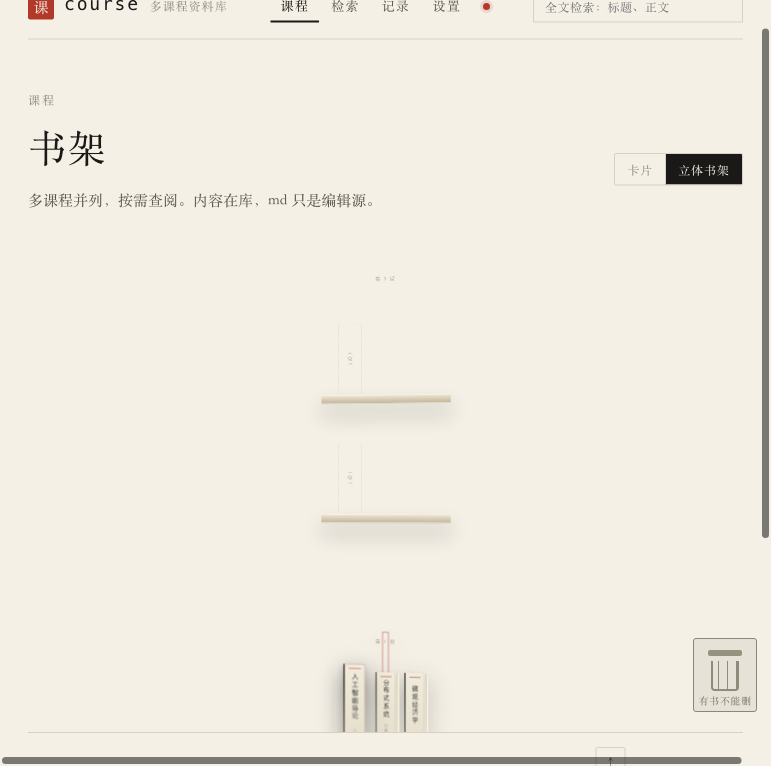 课 course 多课程资料库 课程 检索 记录 设置 全文检索：标题、正文
课程
书架
卡片 立体书架
多课程并列，按需查阅。内容在库，md 只是编辑源。
人工智能导论
分布式系统
微观经济学
有书不能删
↑